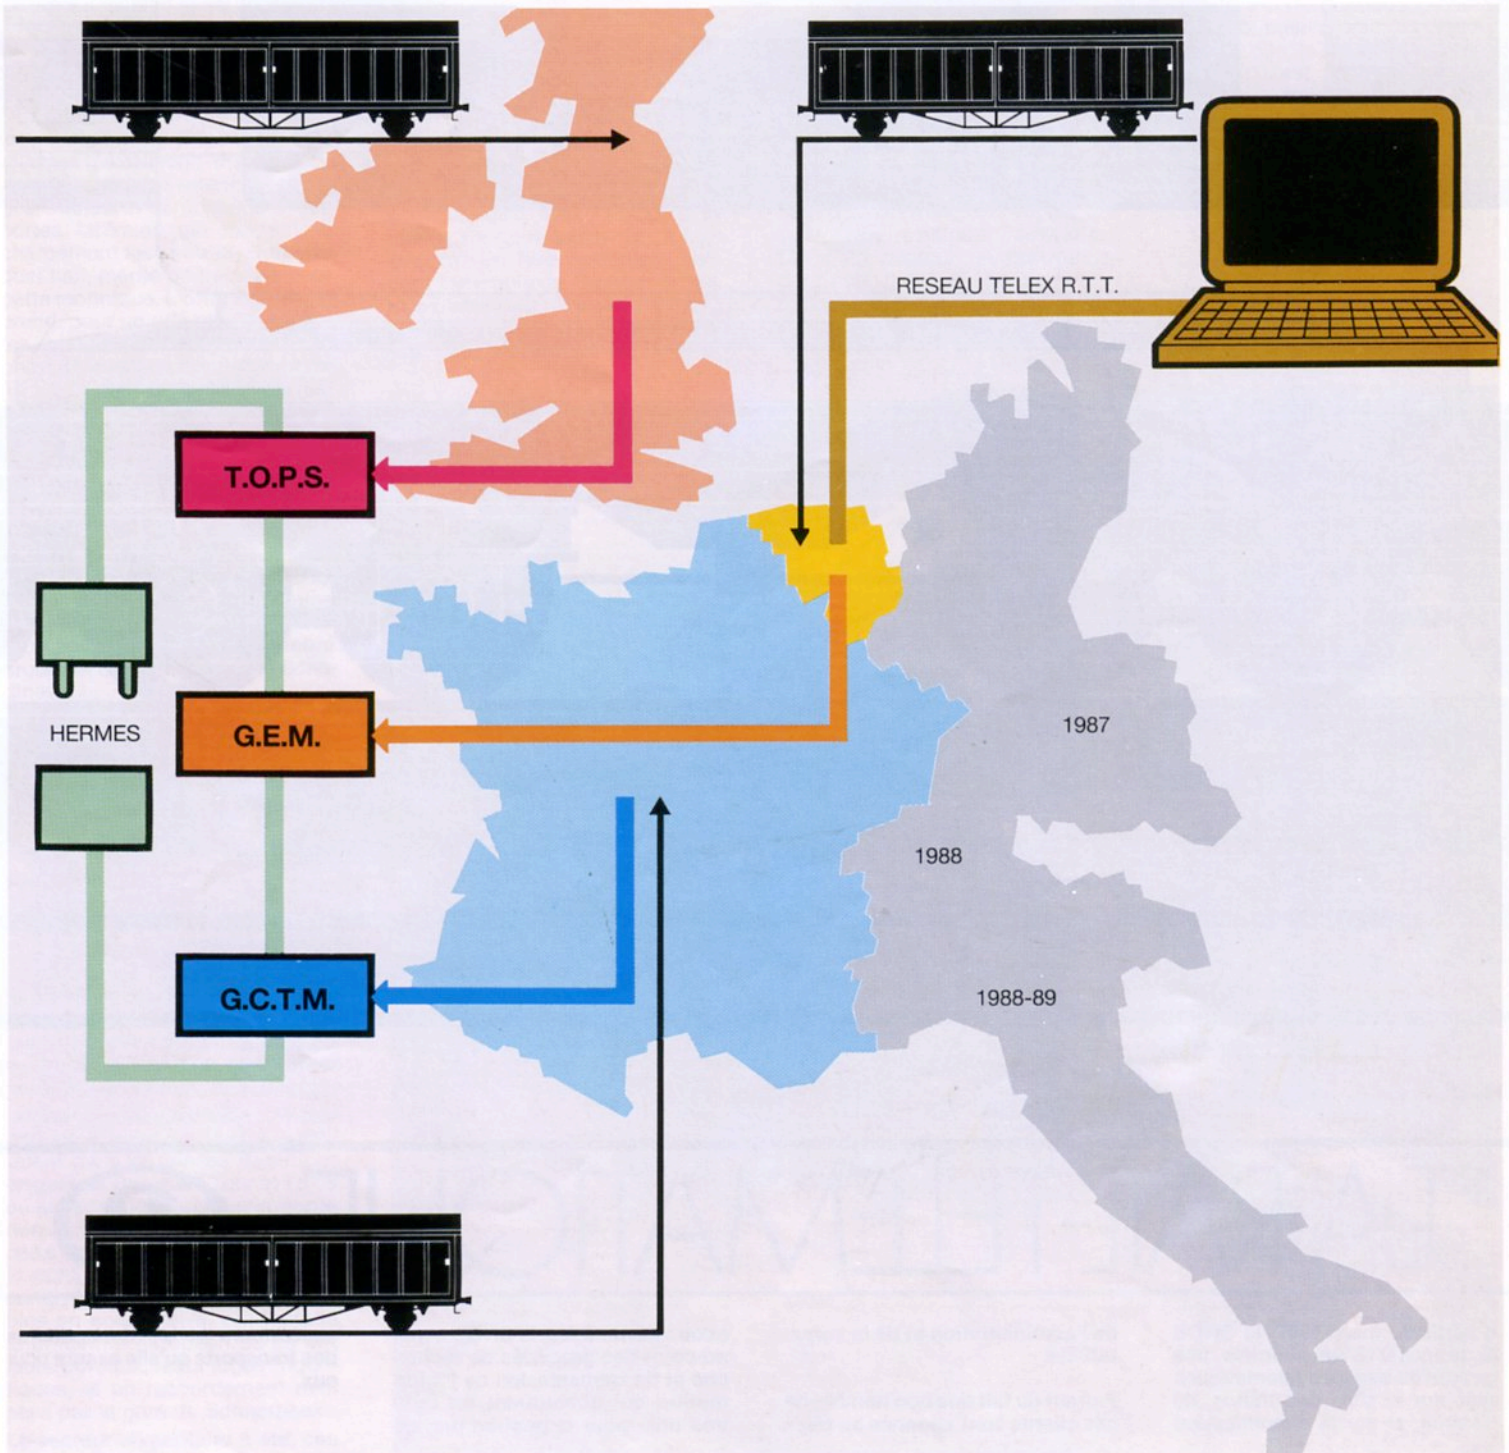 RESEAU TELEX R.T.T.
T.O.P.S.
HERMES
G.E.M.
1987
1988
G.C.T.M.
1988-89